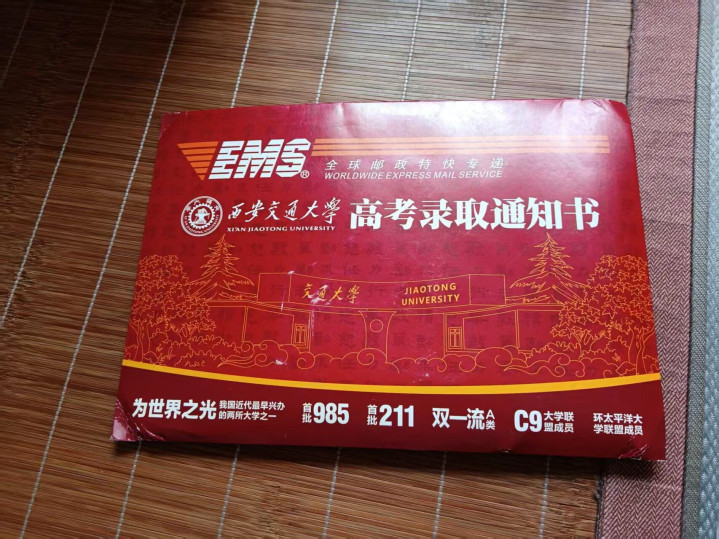 EMS®
全球邮政特快专递
WORLDWIDE EXPRESS MAIL SERVICE
西安交通大學 高考录取通知书
XI'AN JIAOTONG UNIVERSITY
交通大學 JIAOTONG
UNIVERSITY
为世界之光 我国近代最早兴办的两所大学之一 首批985 首批211 双一流A类 C9大学联盟成员 环太平洋大学联盟成员